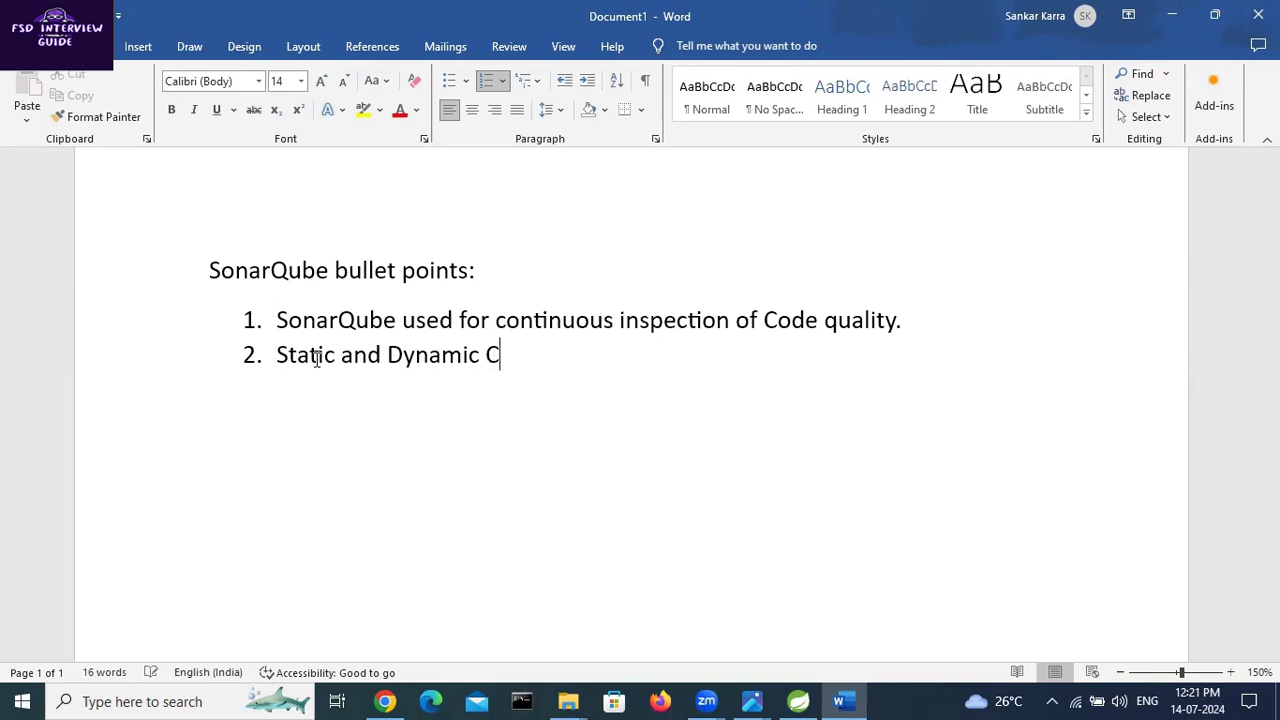 FSD INTERVIEW
GUIDE
Document1 - Word
Sankar Karra
SK
Insert
Draw
Design
Layout
References
Mailings
Review
View
Help
Tell me what you want to do
Paste
Cut
Copy
Format Painter
Clipboard
Calibri (Body)
14
Font
Paragraph
AaBbCcDc
¶ Normal
AaBbCcDc
¶ No Spac...
AaBbCc
Heading 1
AaBbCcD
Heading 2
AaB
Title
AaBbCcDc
Subtitle
Styles
Find
Replace
Select
Editing
Add-ins
Add-ins
SonarQube bullet points:
1. SonarQube used for continuous inspection of Code quality.
2. Static and Dynamic C
Page 1 of 1
16 words
English (India)
Accessibility: Good to go
150%
Type here to search
26°C
ENG
12:21 PM
14-07-2024